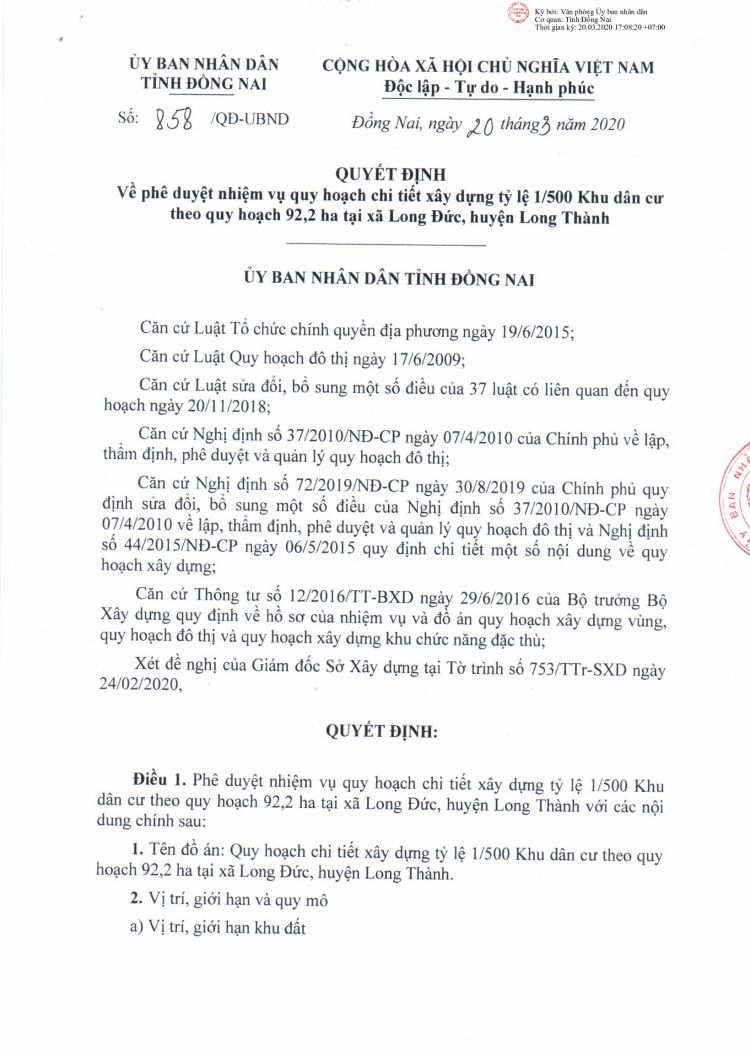 Ký bởi: Văn phòng Ủy ban nhân dân
Cơ quan: Tỉnh Đồng Nai
Thời gian ký: 20.03.2020 17:08:20 +07:00
ỦY BAN NHÂN DÂN
TỈNH ĐỒNG NAI
CỘNG HÒA XÃ HỘI CHỦ NGHĨA VIỆT NAM
Độc lập - Tự do - Hạnh phúc
Số: 858 /QĐ-UBND
Đồng Nai, ngày 20 tháng 3 năm 2020
QUYẾT ĐỊNH
Về phê duyệt nhiệm vụ quy hoạch chi tiết xây dựng tỷ lệ 1/500 Khu dân cư
theo quy hoạch 92,2 ha tại xã Long Đức, huyện Long Thành
ỦY BAN NHÂN DÂN TỈNH ĐỒNG NAI
Căn cứ Luật Tổ chức chính quyền địa phương ngày 19/6/2015;
Căn cứ Luật Quy hoạch đô thị ngày 17/6/2009;
Căn cứ Luật sửa đổi, bổ sung một số điều của 37 luật có liên quan đến quy
hoạch ngày 20/11/2018;
Căn cứ Nghị định số 37/2010/NĐ-CP ngày 07/4/2010 của Chính phủ về lập,
thẩm định, phê duyệt và quản lý quy hoạch đô thị;
Căn cứ Nghị định số 72/2019/NĐ-CP ngày 30/8/2019 của Chính phủ quy
định sửa đổi, bổ sung một số điều của Nghị định số 37/2010/NĐ-CP ngày
07/4/2010 về lập, thẩm định, phê duyệt và quản lý quy hoạch đô thị và Nghị định
số 44/2015/NĐ-CP ngày 06/5/2015 quy định chi tiết một số nội dung về quy
hoạch xây dựng;
Căn cứ Thông tư số 12/2016/TT-BXD ngày 29/6/2016 của Bộ trưởng Bộ
Xây dựng quy định về hồ sơ của nhiệm vụ và đồ án quy hoạch xây dựng vùng,
quy hoạch đô thị và quy hoạch xây dựng khu chức năng đặc thù;
Xét đề nghị của Giám đốc Sở Xây dựng tại Tờ trình số 753/TTr-SXD ngày
24/02/2020,
QUYẾT ĐỊNH:
Điều 1. Phê duyệt nhiệm vụ quy hoạch chi tiết xây dựng tỷ lệ 1/500 Khu
dân cư theo quy hoạch 92,2 ha tại xã Long Đức, huyện Long Thành với các nội
dung chính sau:
1. Tên đồ án: Quy hoạch chi tiết xây dựng tỷ lệ 1/500 Khu dân cư theo quy
hoạch 92,2 ha tại xã Long Đức, huyện Long Thành.
2. Vị trí, giới hạn và quy mô
a) Vị trí, giới hạn khu đất